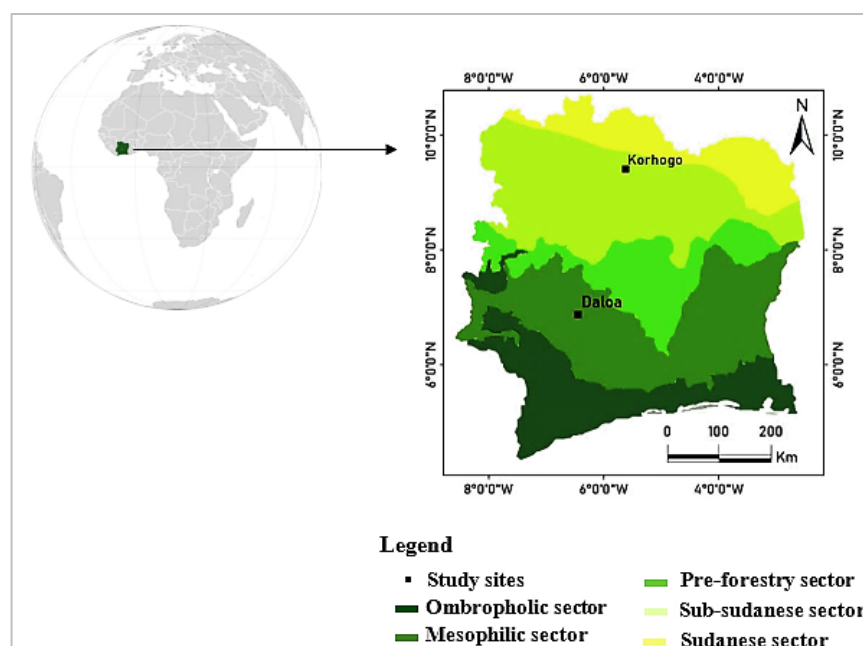 8°0'0"W 6°0'0"W 4°0'0"W
N
10°0'0"N 10°0'0"N
Korhogo
8°0'0"N 8°0'0"N
Daloa
6°0'0"N 6°0'0"N
0 100 200
Km
8°0'0"W 6°0'0"W 4°0'0"W
Legend
Study sites
Ombropholic sector
Mesophilic sector
Pre-forestry sector
Sub-sudanese sector
Sudanese sector